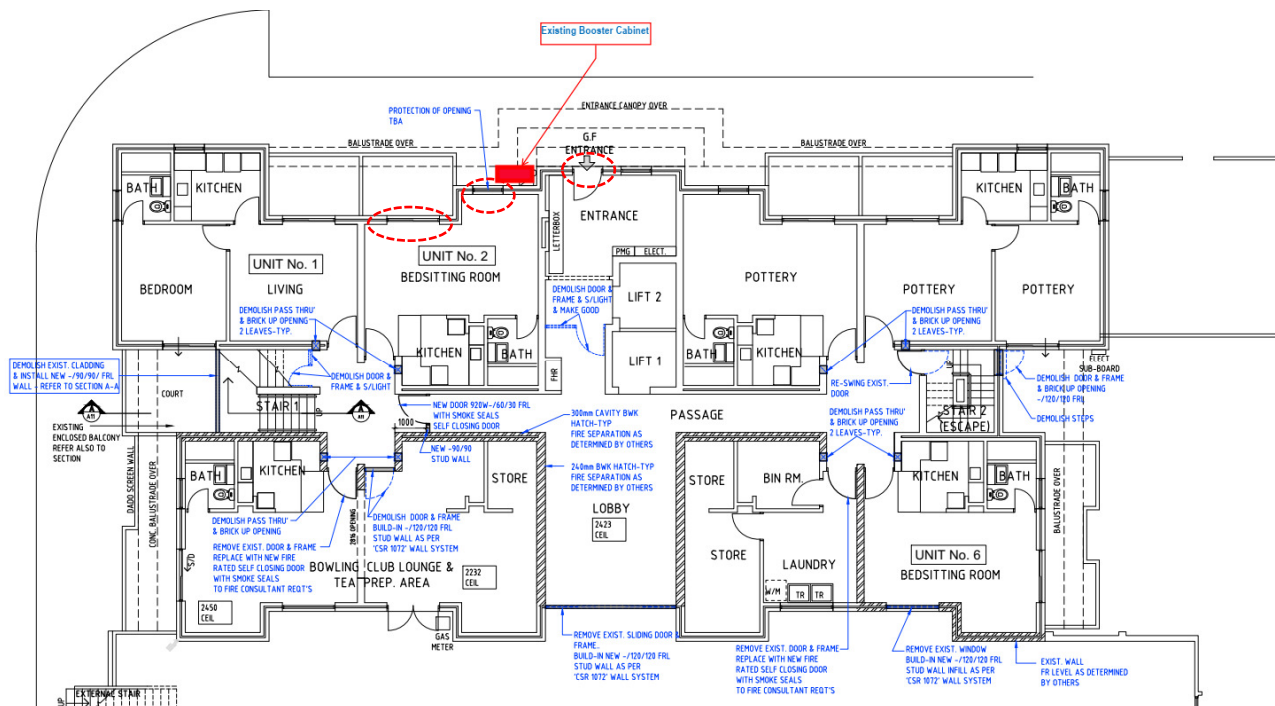 Existing Booster Cabinet
PROTECTION OF OPENING
TBA
ENTRANCE CANOPY OVER
BALUSTRADE OVER
G.F
ENTRANCE
BALUSTRADE OVER
BATH
KITCHEN
KITCHEN
BATH
LETTERBOX
ENTRANCE
UNIT No. 1
LIVING
BEDROOM
UNIT No. 2
BEDSITTING ROOM
PMG
ELECT.
LIFT 2
LIFT 1
POTTERY
POTTERY
POTTERY
DEMOLISH DOOR &
FRAME & S/LIGHT
& MAKE GOOD
DEMOLISH PASS THRU'
& BRICK UP OPENING
2 LEAVES-TYP.
DEMOLISH PASS THRU'
& BRICK UP OPENING
2 LEAVES-TYP.
KITCHEN
BATH
FHR
BATH
KITCHEN
DEMOLISH EXIST. CLADDING
& INSTALL NEW -/90/90/ FRL
WALL - REFER TO SECTION A-A
COURT
DEMOLISH DOOR &
FRAME & S/LIGHT
UP
STAIR 1
A
A11
A
A11
EXISTING
ENCLOSED BALCONY
REFER ALSO TO
SECTION
NEW DOOR 920W-/60/30 FRL
WITH SMOKE SEALS
SELF CLOSING DOOR
1000
NEW -90/90
STUD WALL
300mm CAVITY BWK
HATCH-TYP
FIRE SEPARATION AS
DETERMINED BY OTHERS
240mm BWK HATCH-TYP
FIRE SEPARATION AS
DETERMINED BY OTHERS
PASSAGE
RE-SWING EXIST.
DOOR
DEMOLISH PASS THRU'
& BRICK UP OPENING
2 LEAVES-TYP.
UP
STAIR 2
(ESCAPE)
ELECT
SUB-BOARD
DEMOLISH DOOR & FRAME
& BRICK UP OPENING
-/120/120 FRL
DEMOLISH STEPS
DADO SCREEN WALL
CONC. BALUSTRADE OVER
BALUSTRADE OVER
BATH
KITCHEN
STORE
STORE
BIN RM.
KITCHEN
BATH
LOBBY
2423
CEIL
STORE
LAUNDRY
W/M
TR
TR
UNIT No. 6
BEDSITTING ROOM
DEMOLISH PASS THRU'
& BRICK UP OPENING
2816 OPENING
DEMOLISH DOOR & FRAME
BUILD-IN -/120/120 FRL
STUD WALL AS PER
'CSR 1072' WALL SYSTEM
REMOVE EXIST. DOOR & FRAME
REPLACE WITH NEW FIRE
RATED SELF CLOSING DOOR
WITH SMOKE SEALS
TO FIRE CONSULTANT REQT'S
S/D
BOWLING CLUB LOUNGE &
TEA PREP. AREA
2232
CEIL
2450
CEIL
GAS
METER
REMOVE EXIST. SLIDING DOOR &
FRAME.
BUILD-IN NEW -/120/120 FRL
STUD WALL AS PER
'CSR 1072' WALL SYSTEM
REMOVE EXIST. DOOR & FRAME
REPLACE WITH NEW FIRE
RATED SELF CLOSING DOOR
WITH SMOKE SEALS
TO FIRE CONSULTANT REQT'S
REMOVE EXIST. WINDOW
BUILD-IN NEW -/120/120 FRL
STUD WALL INFILL AS PER
'CSR 1072' WALL SYSTEM
EXIST. WALL
FR LEVEL AS DETERMINED
BY OTHERS
EXTERNAL STAIR
UP